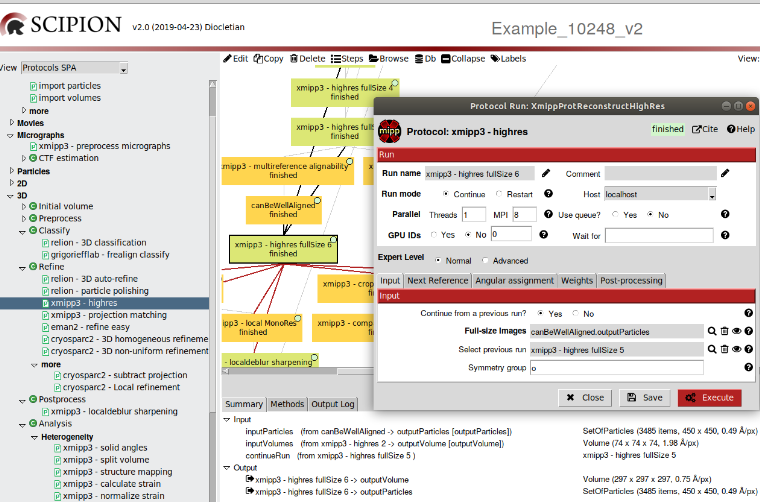 SCIPION v2.0 (2019-04-23) Diocletian
Example_10248_v2
View Protocols SPA
Edit Copy Delete Steps Browse Db Collapse Labels View:
import particles
import volumes
more
Movies
Micrographs
xmipp3 - preprocess micrographs
CTF estimation
Particles
2D
3D
Initial volume
Preprocess
Classify
relion - 3D classification
grigoriefflab - frealign classify
Refine
relion - 3D auto-refine
relion - particle polishing
xmipp3 - highres
xmipp3 - projection matching
eman2 - refine easy
cryosparc2 - 3D homogeneous refineme
cryosparc2 - 3D non-uniform refinement
more
cryosparc2 - subtract projection
cryosparc2 - Local refinement
Postprocess
xmipp3 - localdeblur sharpening
Analysis
Heterogeneity
xmipp3 - solid angles
xmipp3 - split volume
xmipp3 - structure mapping
xmipp3 - calculate strain
xmipp3 - normalize strain
xmipp3 - highres fullSize 4
finished
xmipp3 - highres fullS
finished
xmipp3 - multireference alignability
finished
x
canBeWellAligned
finished
xmipp3 - highres fullSize 6
finished
xmipp3 - crop
finish
ipp3 - local MonoRes
finished
xmipp3 - comp
finishe
- localdeblur sharpening
Protocol Run: XmippProtReconstructHighRes
mipp
Protocol: xmipp3 - highres
finished Cite Help
Run
Run name xmipp3 - highres fullSize 6 Comment
Run mode Continue Restart Host localhost
Parallel Threads 1 MPI 8 Use queue? Yes No
GPU IDs Yes No 0 Wait for
Expert Level Normal Advanced
Input Next Reference Angular assignment Weights Post-processing
Input
Continue from a previous run? Yes No
Full-size Images canBeWellAligned.outputParticles
Select previous run xmipp3 - highres fullSize 5
Symmetry group o
Close Save Execute
Summary Methods Output Log
Input
inputParticles (from canBeWellAligned -> outputParticles [outputParticles]) SetOfParticles (3485 items, 450 x 450, 0.49 Å/px)
inputVolumes (from xmipp3 - highres 2 -> outputVolume [outputVolume]) Volume (74 x 74 x 74, 1.98 Å/px)
continueRun (from xmipp3 - highres fullSize 5 ) xmipp3 - highres fullSize 5
Output
xmipp3 - highres fullSize 6 -> outputVolume Volume (297 x 297 x 297, 0.75 Å/px)
xmipp3 - highres fullSize 6 -> outputParticles SetOfParticles (3485 items, 450 x 450, 0.49 Å/px)